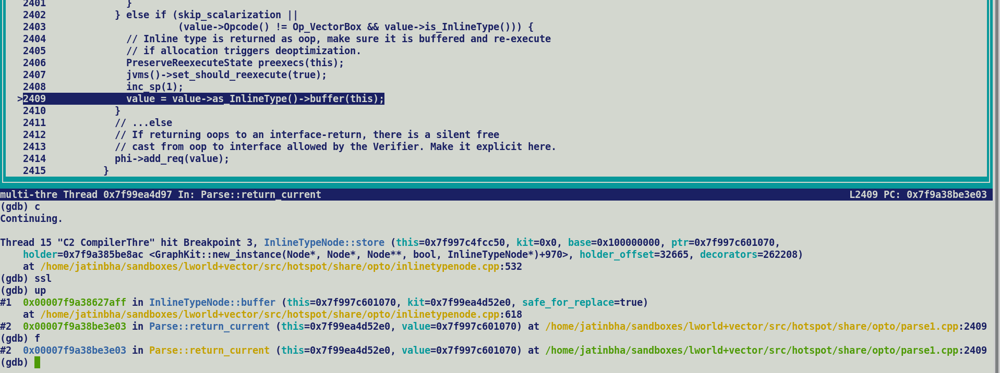 2401              }
2402            } else if (skip_scalarization ||
2403                       (value->Opcode() != Op_VectorBox && value->is_InlineType())) {
2404              // Inline type is returned as oop, make sure it is buffered and re-execute
2405              // if allocation triggers deoptimization.
2406              PreserveReexecuteState preexecs(this);
2407              jvms()->set_should_reexecute(true);
2408              inc_sp(1);
>2409              value = value->as_InlineType()->buffer(this);
2410            }
2411            // ...else
2412            // If returning oops to an interface-return, there is a silent free
2413            // cast from oop to interface allowed by the Verifier. Make it explicit here.
2414            phi->add_req(value);
2415          }
multi-thre Thread 0x7f99ea4d97 In: Parse::return_current L2409 PC: 0x7f9a38be3e03
(gdb) c
Continuing.
Thread 15 "C2 CompilerThre" hit Breakpoint 3, InlineTypeNode::store (this=0x7f997c4fcc50, kit=0x0, base=0x100000000, ptr=0x7f997c601070,
    holder=0x7f9a385be8ac <GraphKit::new_instance(Node*, Node*, Node**, bool, InlineTypeNode*)+970>, holder_offset=32665, decorators=262208)
    at /home/jatinbha/sandboxes/lworld+vector/src/hotspot/share/opto/inlinetypenode.cpp:532
(gdb) ssl
(gdb) up
#1  0x00007f9a38627aff in InlineTypeNode::buffer (this=0x7f997c601070, kit=0x7f99ea4d52e0, safe_for_replace=true)
    at /home/jatinbha/sandboxes/lworld+vector/src/hotspot/share/opto/inlinetypenode.cpp:618
#2  0x00007f9a38be3e03 in Parse::return_current (this=0x7f99ea4d52e0, value=0x7f997c601070) at /home/jatinbha/sandboxes/lworld+vector/src/hotspot/share/opto/parse1.cpp:2409
(gdb) f
#2  0x00007f9a38be3e03 in Parse::return_current (this=0x7f99ea4d52e0, value=0x7f997c601070) at /home/jatinbha/sandboxes/lworld+vector/src/hotspot/share/opto/parse1.cpp:2409
(gdb)